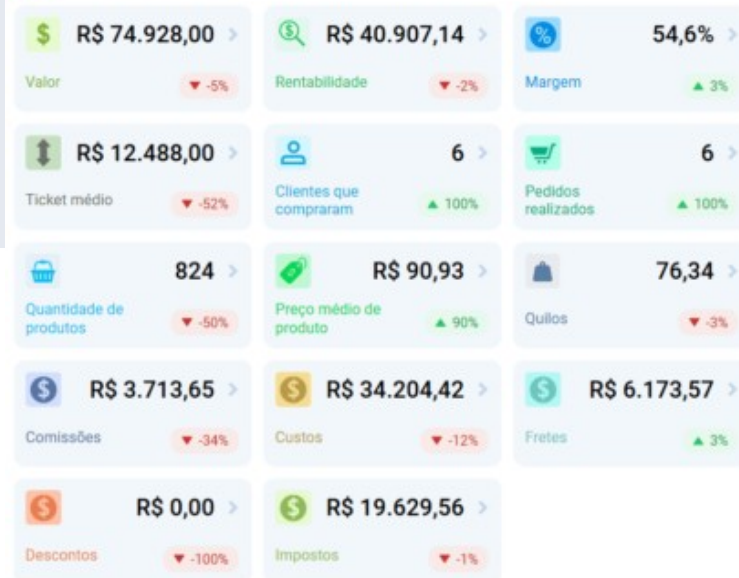 R$ 74.928,00
Valor
▼ -5%
R$ 40.907,14
Rentabilidade
▼ -2%
54,6%
Margem
▲ 3%
R$ 12.488,00
Ticket médio
▼ -52%
6
Clientes que
compraram
▲ 100%
6
Pedidos
realizados
▲ 100%
824
Quantidade de
produtos
▼ -50%
R$ 90,93
Preço médio de
produto
▲ 90%
76,34
Quilos
▼ -3%
R$ 3.713,65
Comissões
▼ -34%
R$ 34.204,42
Custos
▼ -12%
R$ 6.173,57
Fretes
▲ 3%
R$ 0,00
Descontos
▼ -100%
R$ 19.629,56
Impostos
▼ -1%